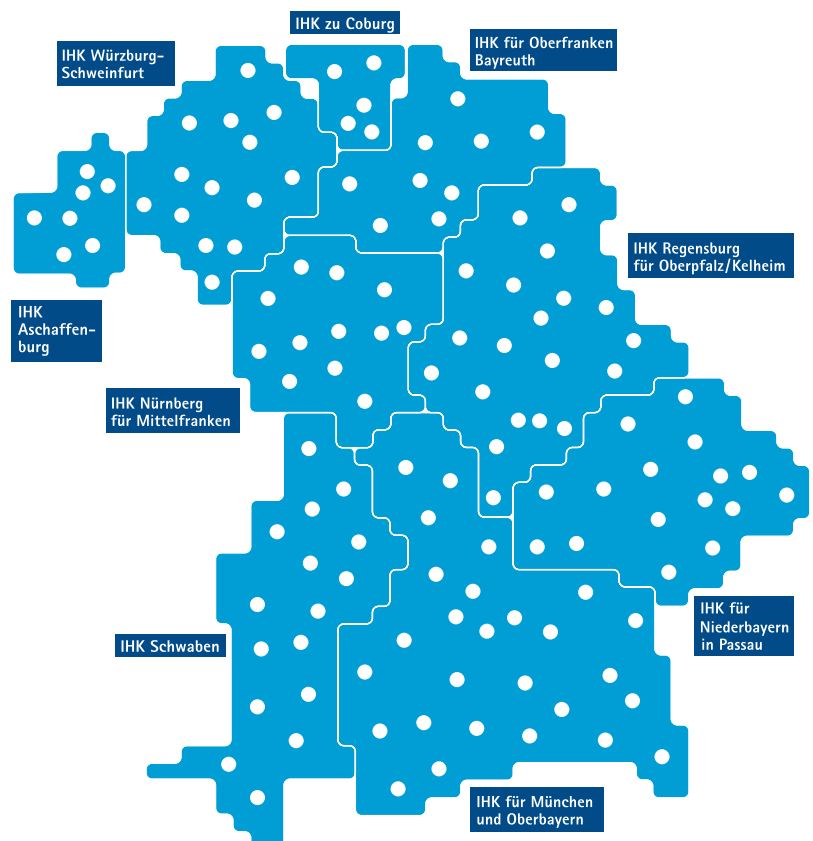 IHK zu Coburg
IHK für Oberfranken
Bayreuth
IHK Würzburg-
Schweinfurt
IHK Regensburg
für Oberpfalz/Kelheim
IHK
Aschaffen-
burg
IHK Nürnberg
für Mittelfranken
IHK für
Niederbayern
in Passau
IHK Schwaben
IHK für München
und Oberbayern